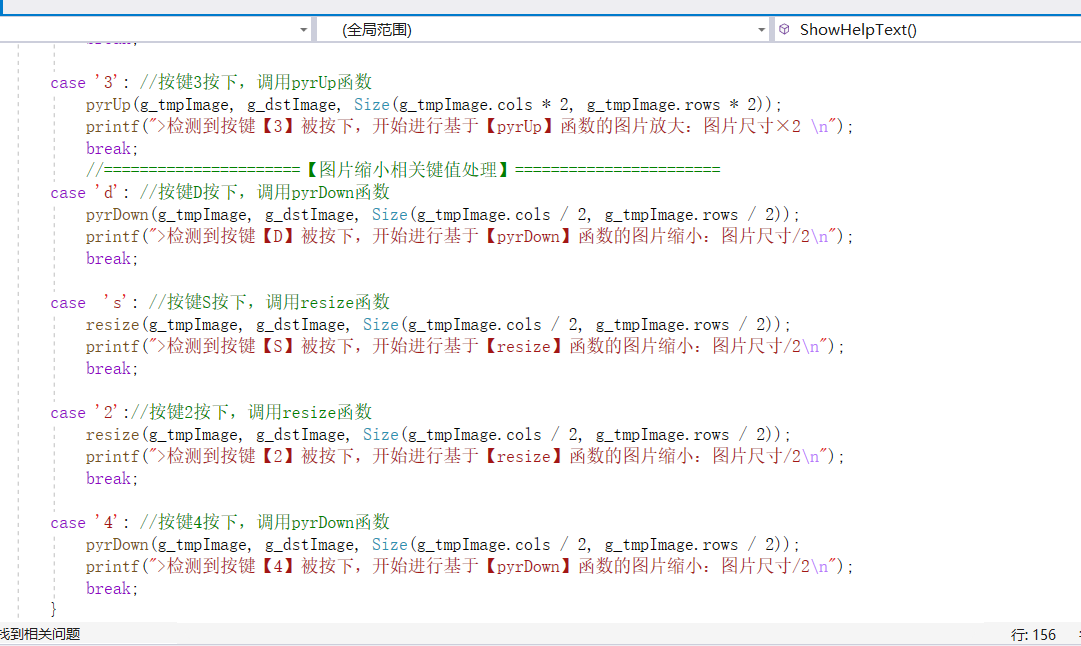 (全局范围)
ShowHelpText()
case '3': //按键3按下，调用pyrUp函数
pyrUp(g_tmpImage, g_dstImage, Size(g_tmpImage.cols * 2, g_tmpImage.rows * 2));
printf(">检测到按键【3】被按下，开始进行基于【pyrUp】函数的图片放大：图片尺寸×2 \n");
break;
//======================【图片缩小相关键值处理】=======================
case 'd': //按键D按下，调用pyrDown函数
pyrDown(g_tmpImage, g_dstImage, Size(g_tmpImage.cols / 2, g_tmpImage.rows / 2));
printf(">检测到按键【D】被按下，开始进行基于【pyrDown】函数的图片缩小：图片尺寸/2\n");
break;
case  's': //按键S按下，调用resize函数
resize(g_tmpImage, g_dstImage, Size(g_tmpImage.cols / 2, g_tmpImage.rows / 2));
printf(">检测到按键【S】被按下，开始进行基于【resize】函数的图片缩小：图片尺寸/2\n");
break;
case '2'://按键2按下，调用resize函数
resize(g_tmpImage, g_dstImage, Size(g_tmpImage.cols / 2, g_tmpImage.rows / 2));
printf(">检测到按键【2】被按下，开始进行基于【resize】函数的图片缩小：图片尺寸/2\n");
break;
case '4': //按键4按下，调用pyrDown函数
pyrDown(g_tmpImage, g_dstImage, Size(g_tmpImage.cols / 2, g_tmpImage.rows / 2));
printf(">检测到按键【4】被按下，开始进行基于【pyrDown】函数的图片缩小：图片尺寸/2\n");
break;
}
找到相关问题
行: 156